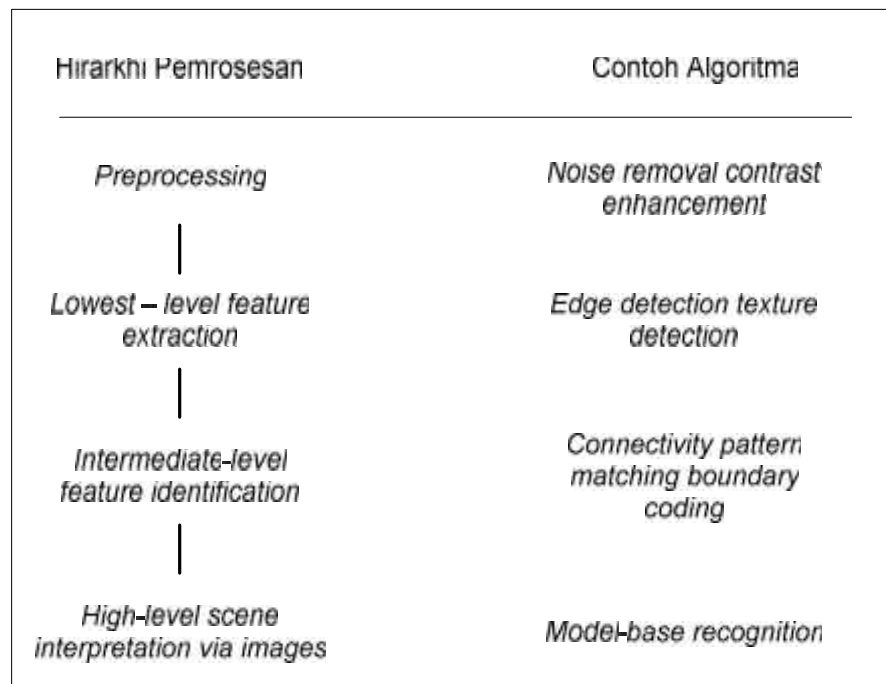 Hirarkhi Pemrosesan
Contoh Algoritma
Preprocessing
Noise removal contrast
enhancement
Lowest – level feature
extraction
Edge detection texture
detection
Intermediate-level
feature identification
Connectivity pattern
matching boundary
coding
High-level scene
interpretation via images
Model-base recognition